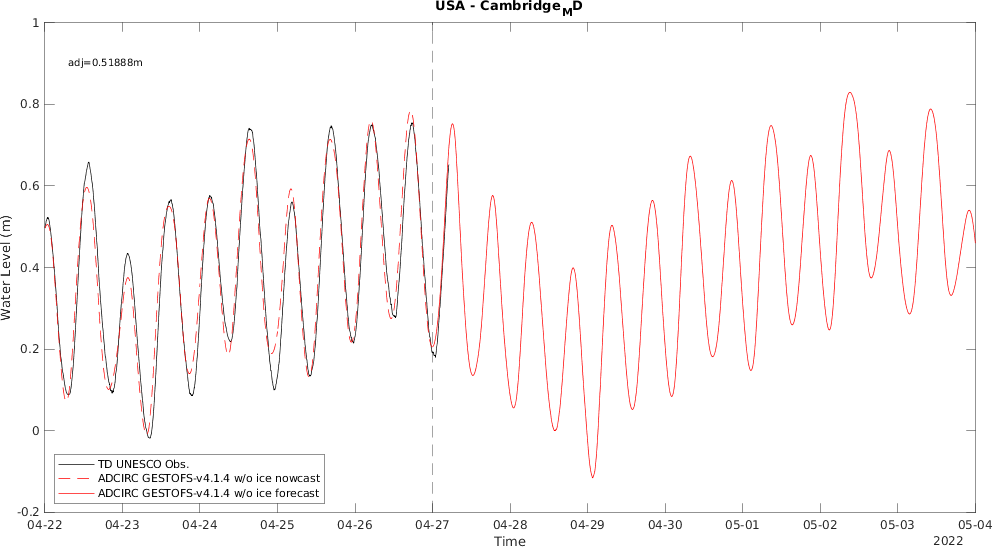 USA - Cambridge_MD
adj=0.51888m
Water Level (m)
1
0.8
0.6
0.4
0.2
0
-0.2
TD UNESCO Obs.
ADCIRC GESTOFS-v4.1.4 w/o ice nowcast
ADCIRC GESTOFS-v4.1.4 w/o ice forecast
04-22 04-23 04-24 04-25 04-26 04-27 04-28 04-29 04-30 05-01 05-02 05-03 05-04
Time
2022